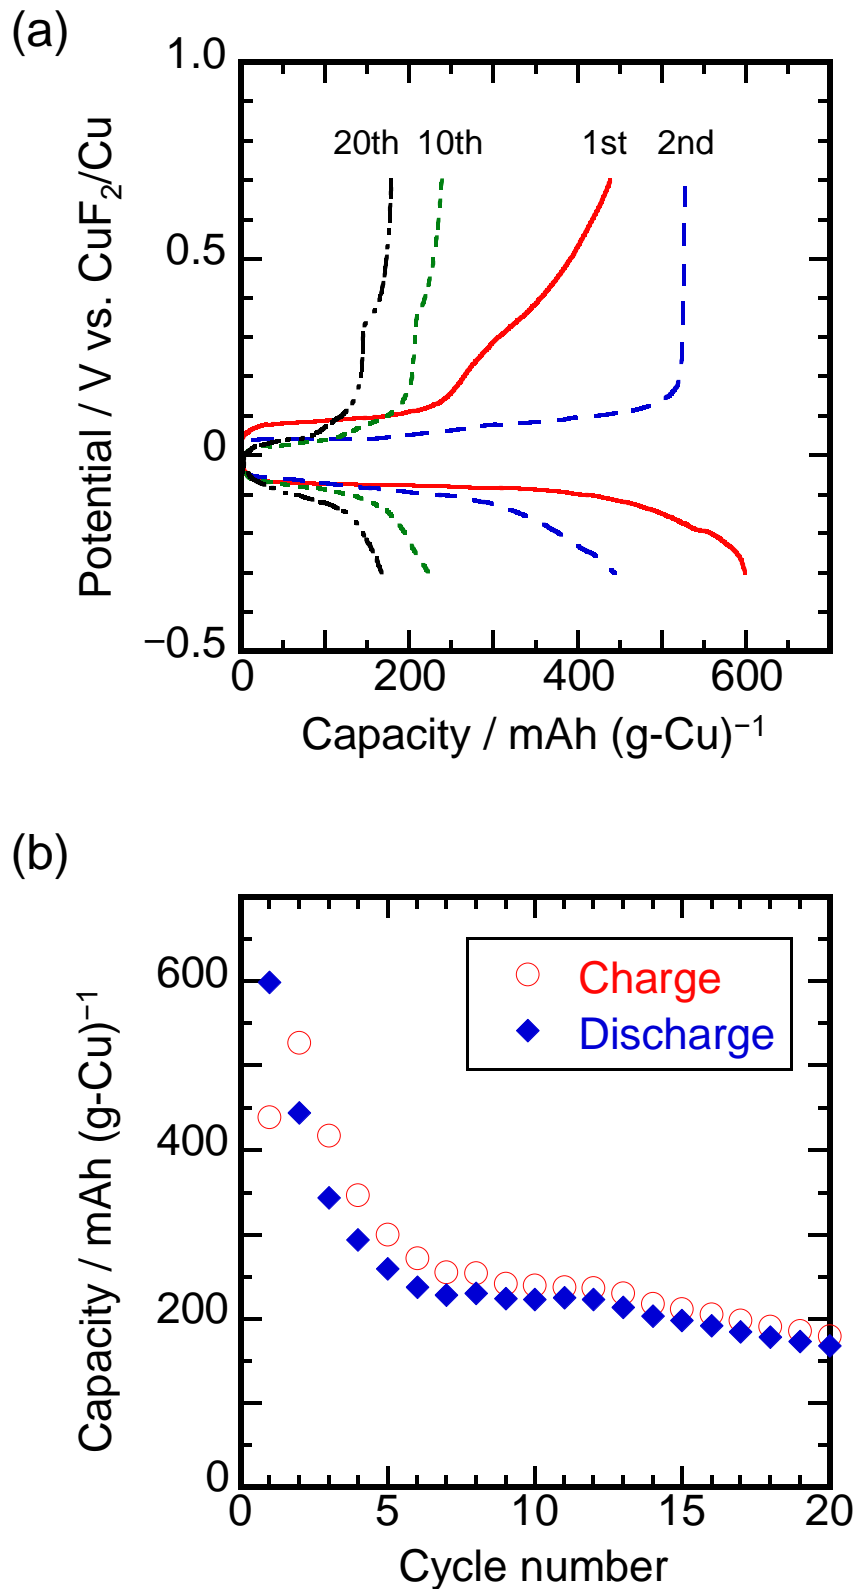 (a)
1.0
0.5
0
−0.5
Potential / V vs. CuF₂/Cu
20th 10th 1st 2nd
0 200 400 600
Capacity / mAh (g-Cu)⁻¹
(b)
600
400
200
0
Capacity / mAh (g-Cu)⁻¹
Charge
Discharge
0 5 10 15 20
Cycle number